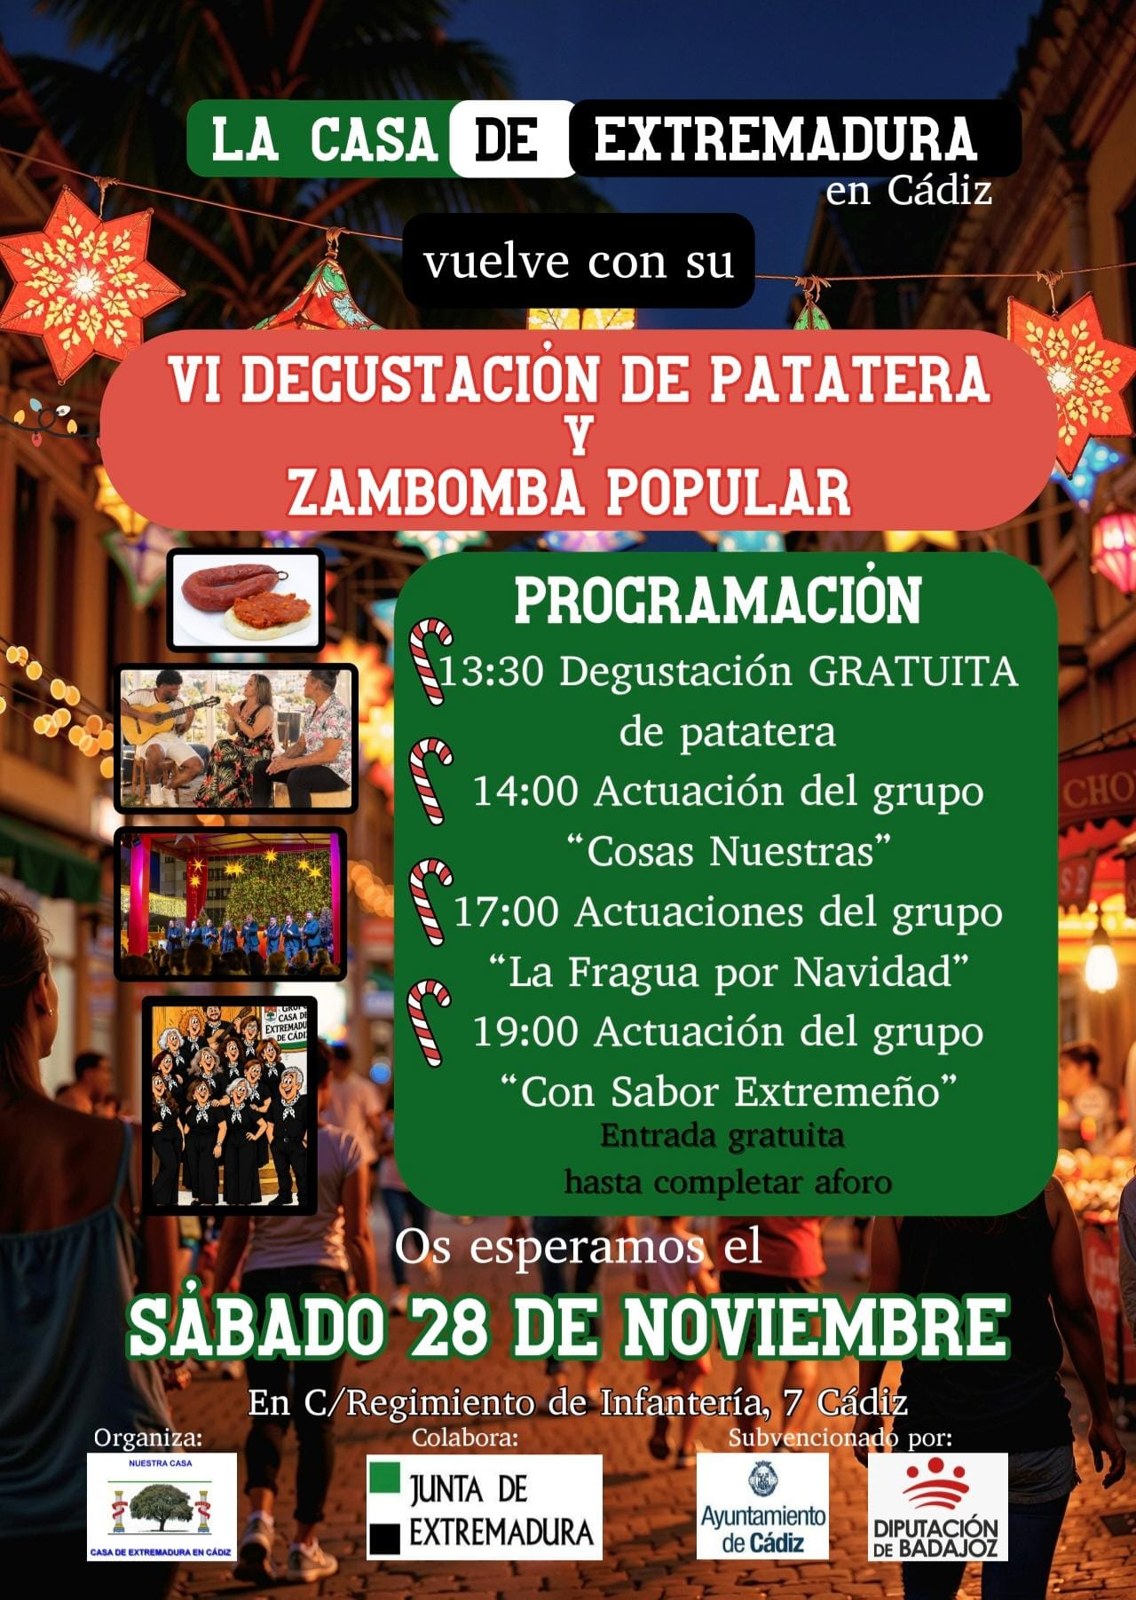 LA CASA DE EXTREMADURA
en Cádiz
vuelve con su
VI DEGUSTACIÓN DE PATATERA
Y
ZAMBOMBA POPULAR
PROGRAMACIÓN
13:30 Degustación GRATUITA
de patatera
14:00 Actuación del grupo
“Cosas Nuestras”
17:00 Actuaciones del grupo
“La Fragua por Navidad”
19:00 Actuación del grupo
“Con Sabor Extremeño”
Entrada gratuita
hasta completar aforo
CASA DE
Os esperamos el
SÁBADO 28 DE NOVIEMBRE
En C/Regimiento de Infantería, 7 Cádiz
Organiza:
Colabora:
Subvencionado por:
NUESTRA CASA
CASA DE EXTREMADURA EN CÁDIZ
JUNTA DE
EXTREMADURA
Ayuntamiento
de Cádiz
DIPUTACIÓN
DE BADAJOZ